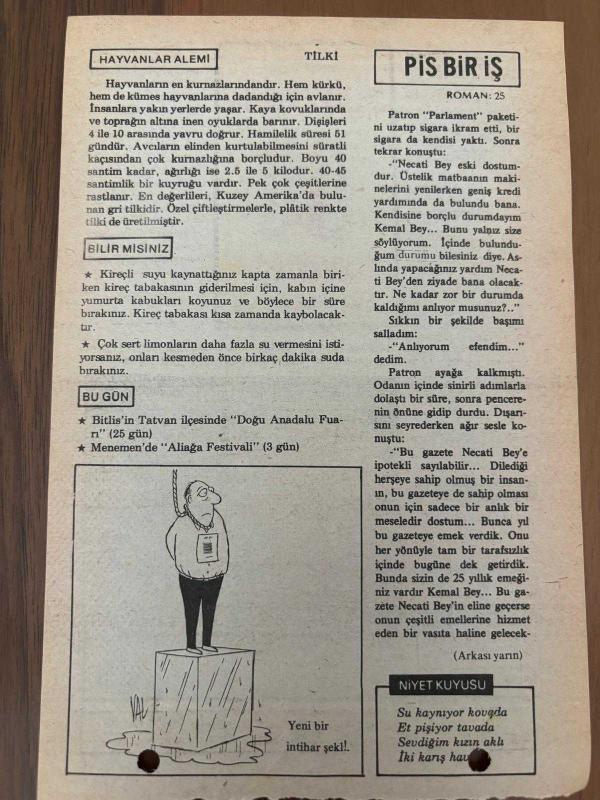 HAYVANLAR ALEMİ
TİLKİ
Hayvanların en kurnazlarındandır. Hem kürkü,
hem de kümes hayvanlarına dadandığı için avlanır.
İnsanlara yakın yerlerde yaşar. Kaya kovuklarında
ve toprağın altına inen oyuklarda barınır. Dişişleri
4 ile 10 arasında yavru doğrur. Hamilelik süresi 51
gündür. Avcıların elinden kurtulabilmesini süratli
kaçısından çok kurnazlığına borçludur. Boyu 40
santim kadar, ağırlığı ise 2.5 ile 5 kilodur. 40-45
santimlik bir kuyruğu vardır. Pek çok çeşitlerine
rastlanır. En değerlileri, Kuzey Amerika'da bulu-
nan gri tilkidir. Özel çiftleştirmelerle, plâtik renkte
tilki de üretilmiştir.
BİLİR MİSİNİZ
★ Kireçli suyu kaynattığınız kapta zamanla biri-
ken kireç tabakasının giderilmesi için, kabın içine
yumurta kabukları koyunuz ve böylece bir süre
bırakınız. Kireç tabakası kısa zamanda kaybolacak-
tır.
★ Çok sert limonların daha fazla su vermesini isti-
yorsanız, onları kesmeden önce birkaç dakika suda
bırakınız.
BU GÜN
★ Bitlis'in Tatvan ilçesinde "Doğu Anadalu Fua-
rı" (25 gün)
★ Menemen'de "Aliağa Festivali" (3 gün)
VAL
Yeni bir
intihar şekl!.
PİS BİR İŞ
ROMAN: 25
Patron "Parlament" paketi-
ni uzatıp sigara ikram etti, bir
sigara da kendisi yaktı. Sonra
tekrar konuştu:
-"Necati Bey eski dostum-
dur. Üstelik matbaanın maki-
nelerini yenilerken geniş kredi
yardımında da bulundu bana.
Kendisine borçlu durumdayım
Kemal Bey... Bunu yalnız size
söylüyorum. İçinde bulundu-
ğum durumu bilesiniz diye. As-
lında yapacağınız yardım Neca-
ti Bey'den ziyade bana olacak-
tır. Ne kadar zor bir durumda
kaldığımı anlıyor musunuz?.."
Sıkkın bir şekilde başımı
salladım:
-"Anlıyorum efendim..."
dedim.
Patron ayağa kalkmıştı.
Odanın içinde sinirli adımlarla
dolaştı bir süre, sonra pencere-
nin önüne gidip durdu. Dışarı-
sını seyrederken ağır sesle ko-
nuştu:
-"Bu gazete Necati Bey'e
ipotekli sayılabilir... Dilediği
herşeye sahip olmuş bir insan-
ın, bu gazeteye de sahip olması
onun için sadece bir anlık bir
meseledir dostum... Bunca yıl
bu gazeteye emek verdik. Onu
her yönüyle tam bir tarafsızlık
içinde bugüne dek getirdik.
Bunda sizin de 25 yıllık emeği-
niz vardır Kemal Bey... Bu ga-
zete Necati Bey'in eline geçerse
onun çeşitli emellerine hizmet
eden bir vasıta haline gelecek-
(Arkası yarın)
NİYET KUYUSU
Su kaynıyor kovada
Et pişiyor tavada
Sevdiğim kızın aklı
İki karış